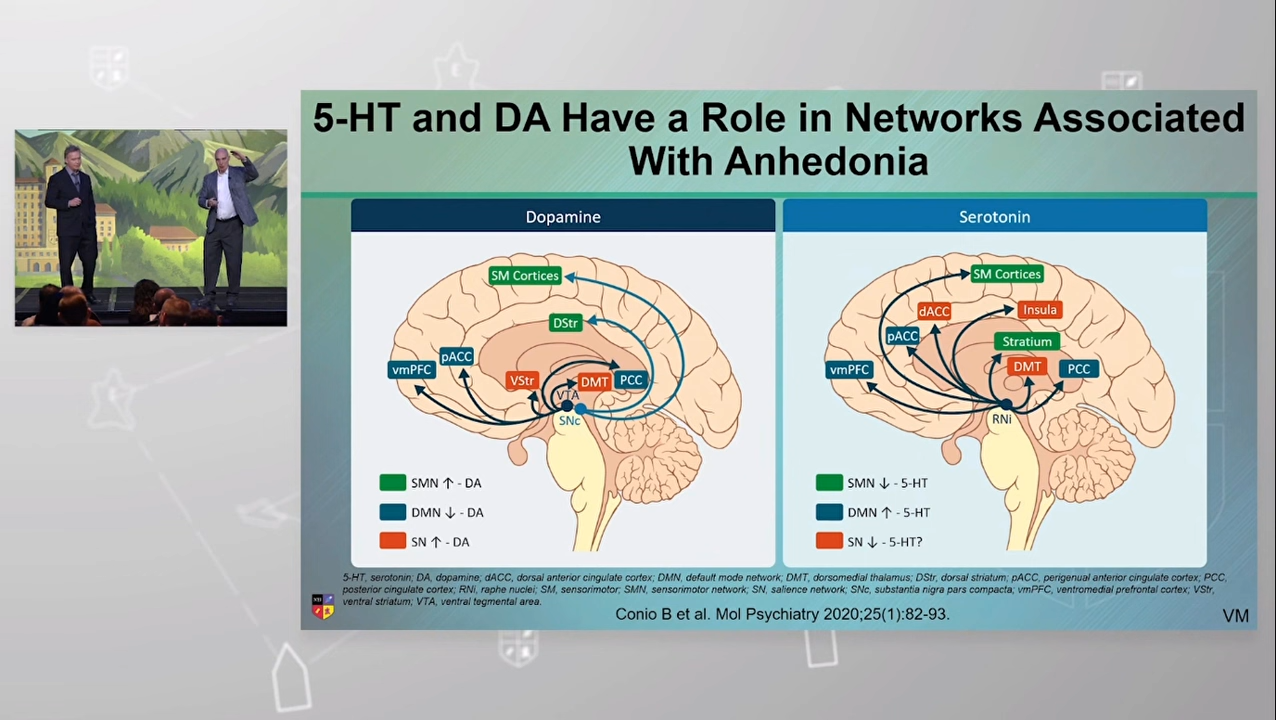 5-HT and DA Have a Role in Networks Associated
With Anhedonia
Dopamine
SM Cortices
DStr
pACC
vmPFC
VStr
DMT
PCC
VTA
SNc
SMN ↑ - DA
DMN ↓ - DA
SN ↑ - DA
Serotonin
SM Cortices
dACC
Insula
pACC
Stratium
vmPFC
DMT
PCC
RNi
SMN ↓ - 5-HT
DMN ↑ - 5-HT
SN ↓ - 5-HT?
5-HT, serotonin; DA, dopamine; dACC, dorsal anterior cingulate cortex; DMN, default mode network; DMT, dorsomedial thalamus; DStr, dorsal striatum; pACC, perigenual anterior cingulate cortex; PCC,
posterior cingulate cortex; RNi, raphe nuclei; SM, sensorimotor; SMN, sensorimotor network; SN, salience network; SNc, substantia nigra pars compacta; vmPFC, ventromedial prefrontal cortex; VStr,
ventral striatum; VTA, ventral tegmental area.
Conio B et al. Mol Psychiatry 2020;25(1):82-93.
VM